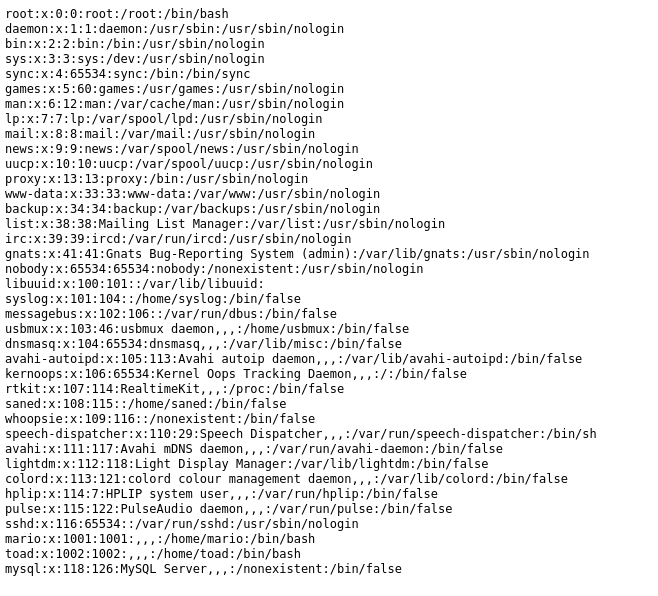 root:x:0:0:root:/root:/bin/bash
daemon:x:1:1:daemon:/usr/sbin:/usr/sbin/nologin
bin:x:2:2:bin:/bin:/usr/sbin/nologin
sys:x:3:3:sys:/dev:/usr/sbin/nologin
sync:x:4:65534:sync:/bin:/bin/sync
games:x:5:60:games:/usr/games:/usr/sbin/nologin
man:x:6:12:man:/var/cache/man:/usr/sbin/nologin
lp:x:7:7:lp:/var/spool/lpd:/usr/sbin/nologin
mail:x:8:8:mail:/var/mail:/usr/sbin/nologin
news:x:9:9:news:/var/spool/news:/usr/sbin/nologin
uucp:x:10:10:uucp:/var/spool/uucp:/usr/sbin/nologin
proxy:x:13:13:proxy:/bin:/usr/sbin/nologin
www-data:x:33:33:www-data:/var/www:/usr/sbin/nologin
backup:x:34:34:backup:/var/backups:/usr/sbin/nologin
list:x:38:38:Mailing List Manager:/var/list:/usr/sbin/nologin
irc:x:39:39:ircd:/var/run/ircd:/usr/sbin/nologin
gnats:x:41:41:Gnats Bug-Reporting System (admin):/var/lib/gnats:/usr/sbin/nologin
nobody:x:65534:65534:nobody:/nonexistent:/usr/sbin/nologin
libuuid:x:100:101::/var/lib/libuuid:
syslog:x:101:104::/home/syslog:/bin/false
messagebus:x:102:106::/var/run/dbus:/bin/false
usbmux:x:103:46:usbmux daemon,,,:/home/usbmux:/bin/false
dnsmasq:x:104:65534:dnsmasq,,,:/var/lib/misc:/bin/false
avahi-autoipd:x:105:113:Avahi autoip daemon,,,:/var/lib/avahi-autoipd:/bin/false
kernoops:x:106:65534:Kernel Oops Tracking Daemon,,,:/:/bin/false
rtkit:x:107:114:RealtimeKit,,,:/proc:/bin/false
saned:x:108:115::/home/saned:/bin/false
whoopsie:x:109:116::/nonexistent:/bin/false
speech-dispatcher:x:110:29:Speech Dispatcher,,,:/var/run/speech-dispatcher:/bin/sh
avahi:x:111:117:Avahi mDNS daemon,,,:/var/run/avahi-daemon:/bin/false
lightdm:x:112:118:Light Display Manager:/var/lib/lightdm:/bin/false
colord:x:113:121:colord colour management daemon,,,:/var/lib/colord:/bin/false
hplip:x:114:7:HPLIP system user,,,:/var/run/hplip:/bin/false
pulse:x:115:122:PulseAudio daemon,,,:/var/run/pulse:/bin/false
sshd:x:116:65534::/var/run/sshd:/usr/sbin/nologin
mario:x:1001:1001:,,,:/home/mario:/bin/bash
toad:x:1002:1002:,,,:/home/toad:/bin/bash
mysql:x:118:126:MySQL Server,,,:/nonexistent:/bin/false